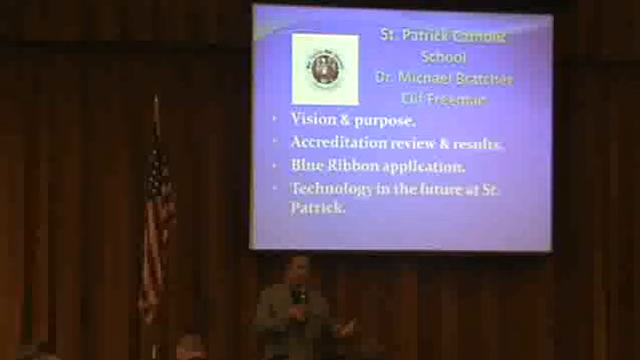 St. Patrick Catholic
School
Dr. Michael Bratcher
Clif Freeman
• Vision & purpose.
• Accreditation review & results.
• Blue Ribbon application.
• Technology in the future at St.
Patrick.